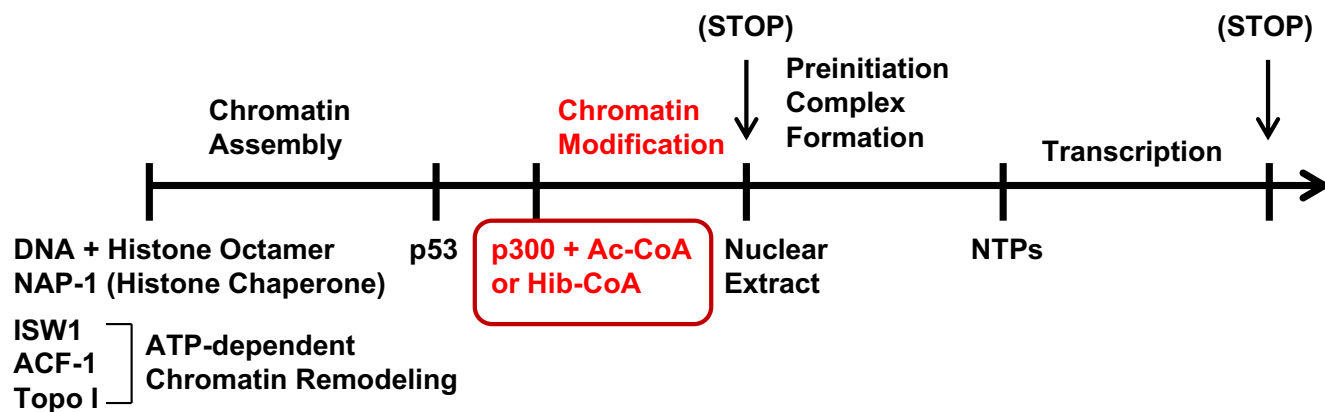 (STOP)
(STOP)
Preinitiation
Complex
Formation
Chromatin
Assembly
Chromatin
Modification
Transcription
DNA + Histone Octamer
NAP-1 (Histone Chaperone)
p53
p300 + Ac-CoA
or Hib-CoA
Nuclear
Extract
NTPs
ISW1
ACF-1
Topo I
ATP-dependent
Chromatin Remodeling